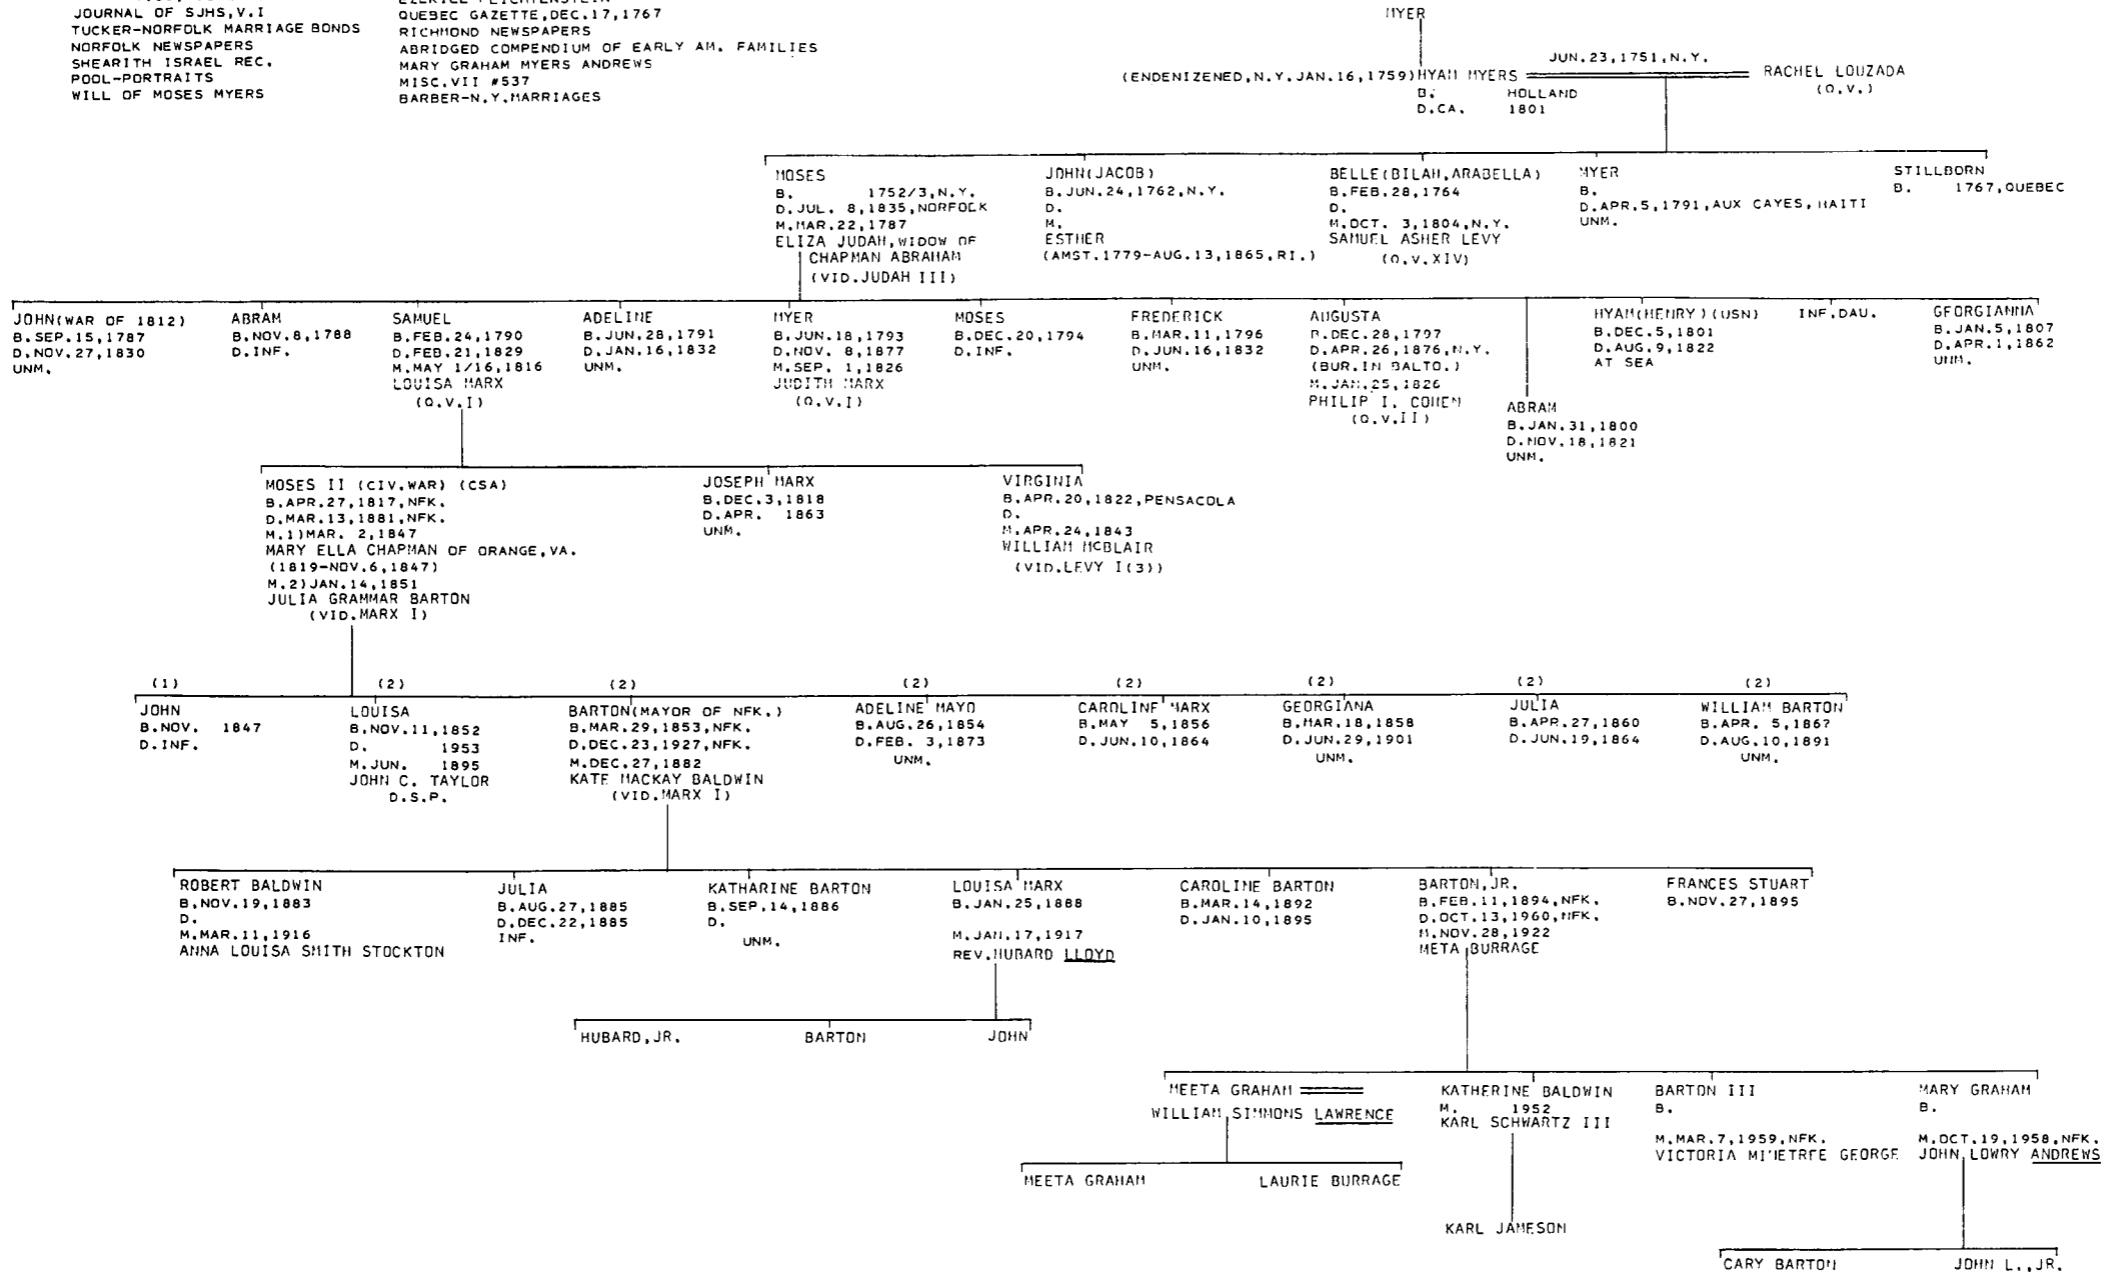 JOURNAL OF SJHS,V.I
TUCKER-NORFOLK MARRIAGE BONDS
NORFOLK NEWSPAPERS
SHEARITH ISRAEL REC.
POOL-PORTRAITS
WILL OF MOSES MYERS
QUEBEC GAZETTE,DEC.17,1767
RICHMOND NEWSPAPERS
ABRIDGED COMPENDIUM OF EARLY AM. FAMILIES
MARY GRAHAM MYERS ANDREWS
MISC.VII #537
BARBER-N.Y.MARRIAGES
MYER
JUN.23,1751,N.Y.
(ENDENIZENED,N.Y.JAN.16,1759)HYAM MYERS
B. HOLLAND
D.CA. 1801
RACHEL LOUZADA
(Q.V.)
MOSES
B. 1752/3,N.Y.
D.JUL. 8,1835,NORFOLK
M.MAR.22,1787
ELIZA JUDAH,WIDOW OF
CHAPMAN ABRAHAM
(VID.JUDAH III)
JOHN(JACOB)
B.JUN.24,1762,N.Y.
D.
M.
ESTHER
(AMST.1779-AUG.13,1865,RI.)
BELLE(BILAH,ARABELLA)
B.FEB.28,1764
D.
M.OCT. 3,1804,N.Y.
SAMUEL ASHER LEVY
(Q.V.XIV)
MYER
B.
D.APR.5,1791,AUX CAYES,HAITI
UNM.
STILLBORN
B. 1767,QUEBEC
JOHN(WAR OF 1812)
B.SEP.15,1787
D.NOV.27,1830
UNM.
ABRAM
B.NOV.8,1788
D.INF.
SAMUEL
B.FEB.24,1790
D.FEB.21,1829
M.MAY 1/16,1816
LOUISA MARX
(Q.V.I)
ADELINE
B.JUN.28,1791
D.JAN.16,1832
UNM.
MYER
B.JUN.18,1793
D.NOV. 8,1877
M.SEP. 1,1826
JUDITH MARX
(Q.V.I)
MOSES
B.DEC.20,1794
D.INF.
FREDERICK
B.MAR.11,1796
D.JUN.16,1832
UNM.
AUGUSTA
B.DEC.28,1797
D.APR.26,1876,N.Y.
(BUR.IN BALTO.)
M.JAN.25,1826
PHILIP I. COHEN
(Q.V.II)
ABRAM
B.JAN.31,1800
D.NOV.18,1821
UNM.
HYAM(HENRY)(USN)
B.DEC.5,1801
D.AUG.9,1822
AT SEA
INF.DAU.
GEORGIANNA
B.JAN.5,1807
D.APR.1,1862
UNM.
MOSES II (CIV.WAR) (CSA)
B.APR.27,1817,NFK.
D.MAR.13,1881,NFK.
M.1)MAR. 2,1847
MARY ELLA CHAPMAN OF ORANGE,VA.
(1819-NOV.6,1847)
M.2)JAN.14,1851
JULIA GRAMMAR BARTON
(VID.MARX I)
JOSEPH MARX
B.DEC.3,1818
D.APR. 1863
UNM.
VIRGINIA
B.APR.20,1822,PENSACOLA
D.
M.APR.24,1843
WILLIAM MCBLAIR
(VID.LEVY I(3))
(1)
JOHN
B.NOV. 1847
D.INF.
(2)
LOUISA
B.NOV.11,1852
D. 1953
M.JUN. 1895
JOHN C. TAYLOR
D.S.P.
(2)
BARTON(MAYOR OF NFK.)
B.MAR.29,1853,NFK.
D.DEC.23,1927,NFK.
M.DEC.27,1882
KATE MACKAY BALDWIN
(VID.MARX I)
(2)
ADELINE MAYO
B.AUG.26,1854
D.FEB. 3,1873
UNM.
(2)
CAROLINE MARX
B.MAY 5,1856
D.JUN.10,1864
(2)
GEORGIANA
B.MAR.18,1858
D.JUN.29,1901
UNM.
(2)
JULIA
B.APR.27,1860
D.JUN.19,1864
(2)
WILLIAM BARTON
B.APR. 5,186?
D.AUG.10,1891
UNM.
ROBERT BALDWIN
B.NOV.19,1883
D.
M.MAR.11,1916
ANNA LOUISA SMITH STOCKTON
JULIA
B.AUG.27,1885
D.DEC.22,1885
INF.
KATHARINE BARTON
B.SEP.14,1886
D.
UNM.
LOUISA MARX
B.JAN.25,1888
M.JAN.17,1917
REV.HUBARD LLOYD
CAROLINE BARTON
B.MAR.14,1892
D.JAN.10,1895
BARTON,JR.
B.FEB.11,1894,NFK.
D.OCT.13,1960,NFK.
M.NOV.28,1922
META BURRAGE
FRANCES STUART
B.NOV.27,1895
HUBARD,JR.
BARTON
JOHN
MEETA GRAHAM
WILLIAM SIMMONS LAWRENCE
KATHERINE BALDWIN
M. 1952
KARL SCHWARTZ III
BARTON III
B.
M.MAR.7,1959,NFK.
VICTORIA GEORGE
MARY GRAHAM
B.
M.OCT.19,1958,NFK.
JOHN LOWRY ANDREWS
MEETA GRAHAM
LAURIE BURRAGE
KARL JAMESON
CARY BARTON
JOHN L.,JR.